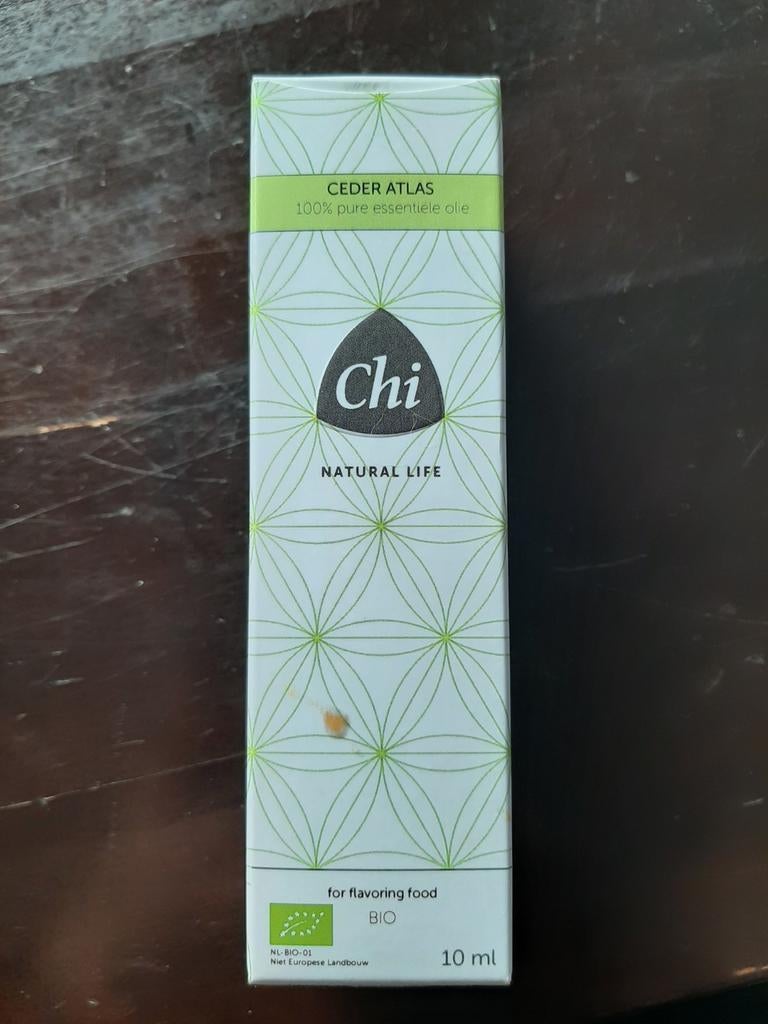 CEDER ATLAS
100% pure essentiële olie
Chi
NATURAL LIFE
for flavoring food
BIO
NL-BIO-01
Niet Europese Landbouw
10 ml